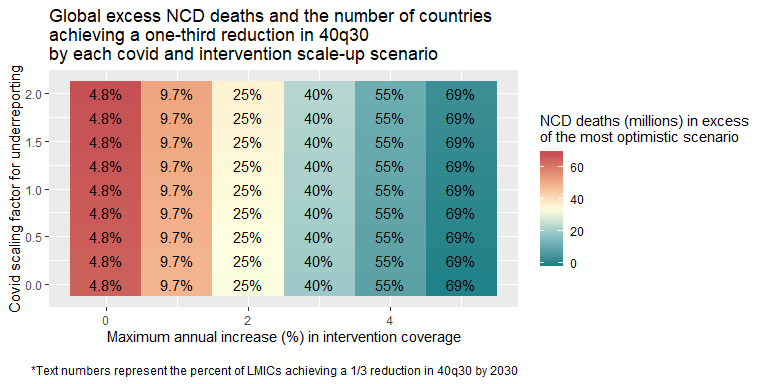 Global excess NCD deaths and the number of countries
achieving a one-third reduction in 40q30
by each covid and intervention scale-up scenario
Covid scaling factor for underreporting
2.0
1.5
1.0
0.5
0.0
4.8% 9.7% 25% 40% 55% 69%
4.8% 9.7% 25% 40% 55% 69%
4.8% 9.7% 25% 40% 55% 69%
4.8% 9.7% 25% 40% 55% 69%
4.8% 9.7% 25% 40% 55% 69%
4.8% 9.7% 25% 40% 55% 69%
4.8% 9.7% 25% 40% 55% 69%
4.8% 9.7% 25% 40% 55% 69%
4.8% 9.7% 25% 40% 55% 69%
0 2 4
Maximum annual increase (%) in intervention coverage
NCD deaths (millions) in excess
of the most optimistic scenario
60
40
20
0
*Text numbers represent the percent of LMICs achieving a 1/3 reduction in 40q30 by 2030